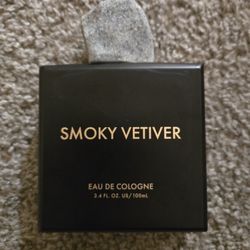 SMOKY VETIVER
EAU DE COLOGNE
3.4 FL. OZ. US/100mL